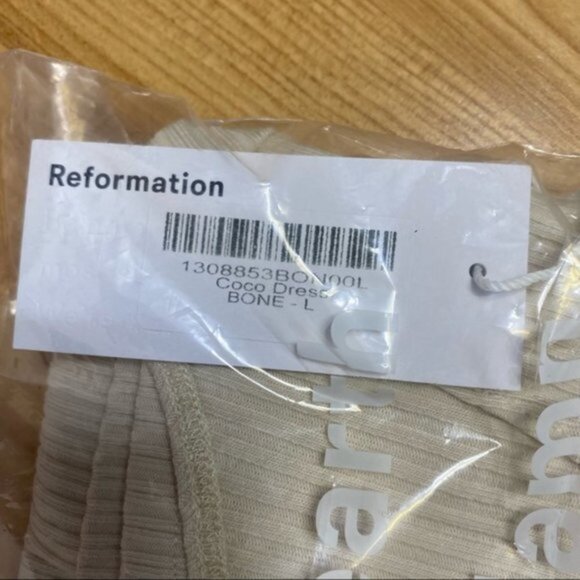 Reformation
1308853BON00L
Coco Dress
BONE - L